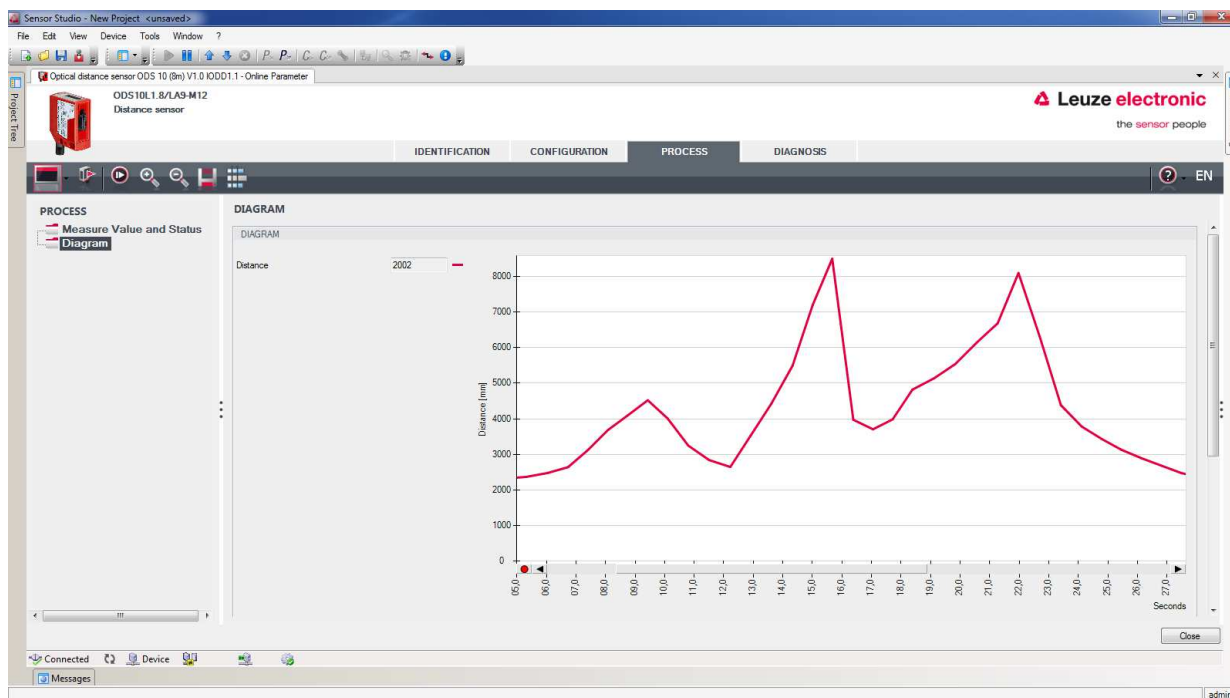 Sensor Studio - New Project <unsaved>
File Edit View Device Tools Window ?
Optical distance sensor ODS 10 (8m) V1.0 IODD1.1 - Online Parameter
Project Tree
ODS10L1.8/LA9-M12
Distance sensor
Leuze electronic
the sensor people
IDENTIFICATION CONFIGURATION PROCESS DIAGNOSIS
EN
PROCESS
Measure Value and Status
Diagram
DIAGRAM
DIAGRAM
Distance 2002
Distance [mm]
8000
7000
6000
5000
4000
3000
2000
1000
0
05,0- 06,0- 07,0- 08,0- 09,0- 10,0- 11,0- 12,0- 13,0- 14,0- 15,0- 16,0- 17,0- 18,0- 19,0- 20,0- 21,0- 22,0- 23,0- 24,0- 25,0- 26,0- 27,0-
Seconds
Close
Connected Device
Messages
admin